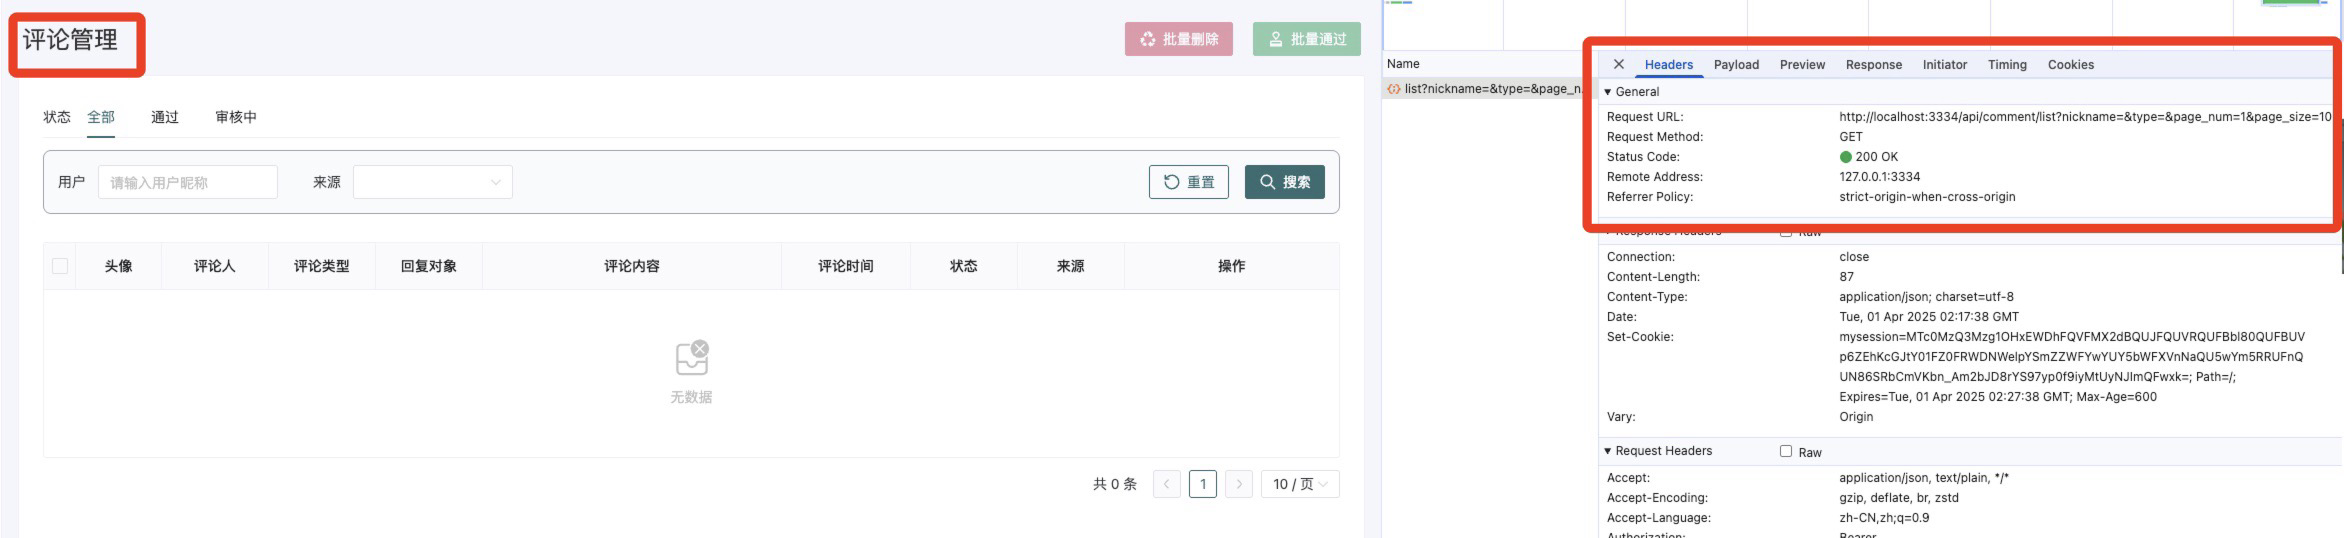 评论管理
批量删除
批量通过
状态 全部 通过 审核中
用户 请输入用户昵称 来源 重置 搜索
头像 评论人 评论类型 回复对象 评论内容 评论时间 状态 来源 操作
无数据
共 0 条 1 10 / 页
Name
list?nickname=&type=&page_n
Headers Payload Preview Response Initiator Timing Cookies
General
Request URL: http://localhost:3334/api/comment/list?nickname=&type=&page_num=1&page_size=10
Request Method: GET
Status Code: 200 OK
Remote Address: 127.0.0.1:3334
Referrer Policy: strict-origin-when-cross-origin
Response Headers Raw
Connection: close
Content-Length: 87
Content-Type: application/json; charset=utf-8
Date: Tue, 01 Apr 2025 02:17:38 GMT
Set-Cookie: mysession=MTc0MzQ3Mzg1OHxEWDhFQVFMX2dBQUJFQUVRQUFBbl80QUFBUV
p6ZEhKcGJtY01FZ0FRWDNWelpYSmZZWFYwYUY5bWFXVnNaQU5wYm5RRUFnQ
UN86SRbCmVKbn_Am2bJD8rYS97yp0f9iyMtUyNJImQFwxk=; Path=/;
Expires=Tue, 01 Apr 2025 02:27:38 GMT; Max-Age=600
Vary: Origin
Request Headers Raw
Accept: application/json, text/plain, */*
Accept-Encoding: gzip, deflate, br, zstd
Accept-Language: zh-CN,zh;q=0.9
Authorization: Bearer